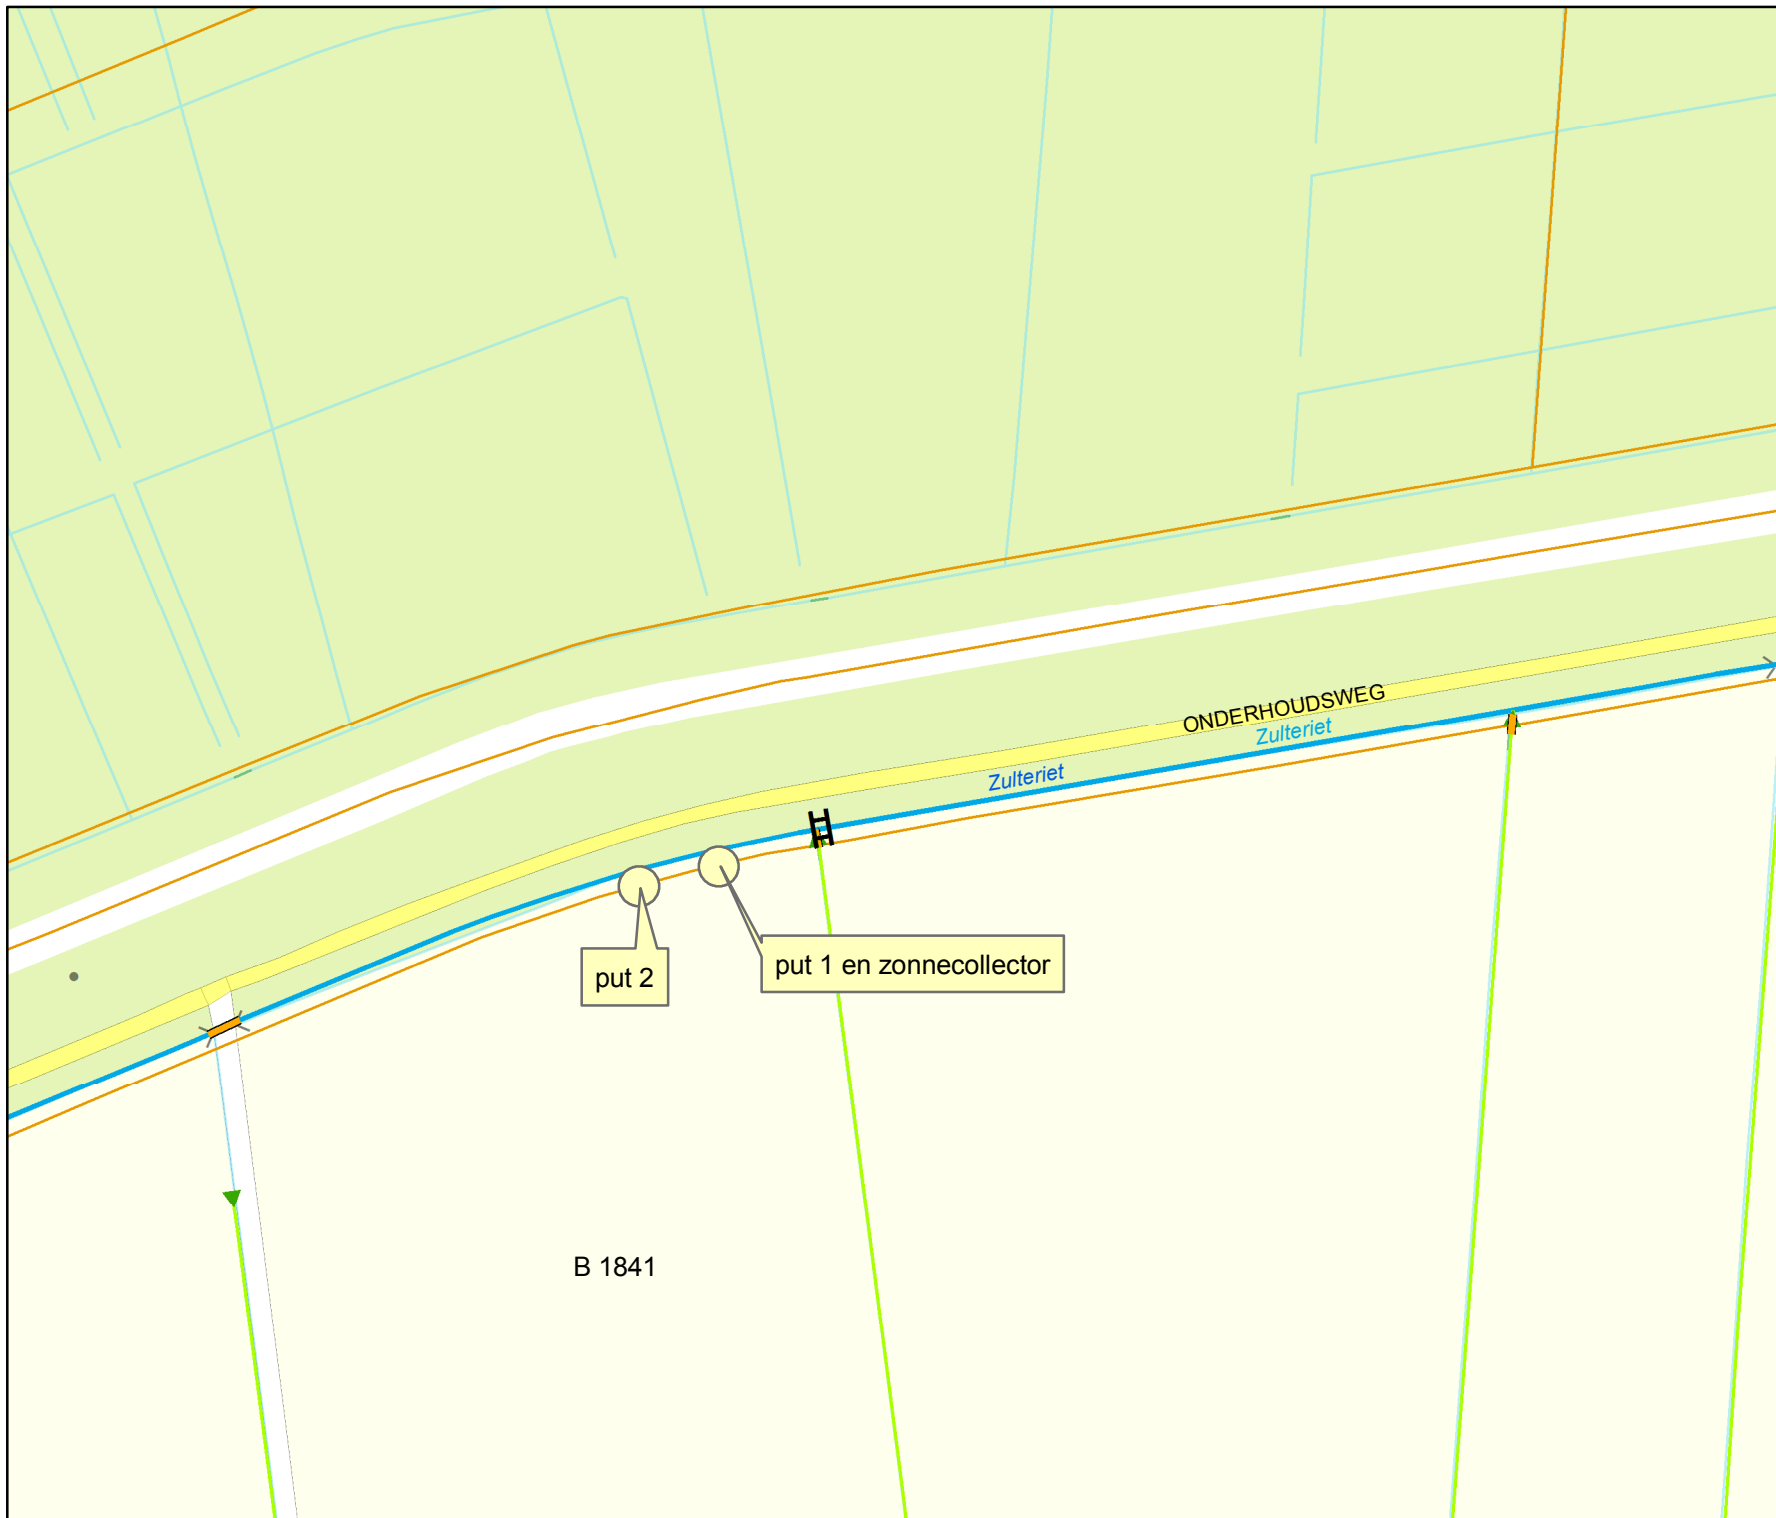 ONDERHOUDSWEG
Zulteriet
Zulteriet
put 1 en zonnecollector
put 2
B 1841